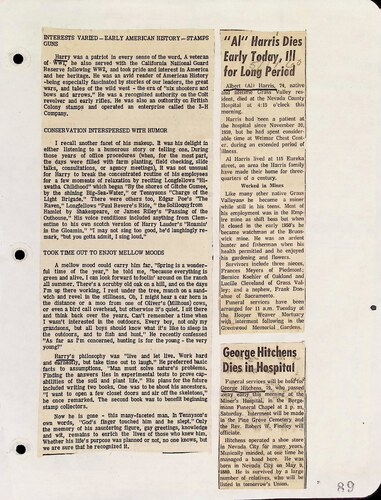 INTERESTS VARIED - EARLY AMERICAN HISTORY - STAMPS
GUNS
Harry was a patriot in every sense of the word, A veteran
of WWI, he also served with the California National Guard
Reserve following WW2, and took pride and interest in America
and her heritage. He was an avid reader of American History
-being especially fascinated by stories of our leaders, the great
wars, and tales of the wild west - the era of "six shooters and
bows and arrows." He was a recognized authority on the Colt
revolver and early rifles. He was also an authority on British
Colony stamps and operated an enterprise called the 3-H
Company.
CONSERVATION INTERSPERSED WITH HUMOR
I recall another facet of his makeup. It was his delight in
either listening to a humorous story or telling one. During
those years of office procedures (when, for the most part,
the days were filled with farm planting, field checking, slide
talks, consultations, or agency meetings), it was not unusual
for Harry to break the concentrated routine of his employees
for a few moments of relaxation by reciting Longfellows "Hi-
awatha Childhood" which began "By the shores of Gitche Gumee,
by the shining Big-Sea-Water," or Tennysons "Charge of the
Light Brigade." There were others too, Edgar Poe's "The
Raven," Longfellows "Paul Revere's Ride," the Soliloquy from
Hamlet by Shakespeare, or James Riley's "Passing of the
Outhouse." His voice renditions included anything from Clem-
entine to his own scotch version of Harry Lauder's "Roamin'
in the Gloamin." "I may not sing too good, he'd laughingly re-
mark, "but you gotta admit, I sing loud."
TOOK TIME OUT TO ENJOY MELLOW MOODS
A mellow mood could carry him far. "Spring is a wonder-
ful time of the year," he told me, "because everything is
green and alive, I can look forward to foolin' around on the ranch
all summer. There's a scrubby old oak on a hill, and on the days
I'm up there working, I rest under the tree, munch on a sand-
wich and revel in the stillness. Oh, I might hear a car horn in
the distance or a moo from one of Oliver's (Milhous) cows,
or even a bird call overhead, but otherwise it's quiet. I sit there
and think back over the years. Can't remember a time when
I wasn't interested in the outdoors. Every boy, not only my
grandsons, but all boys should know what it's like to sleep
the outdoors, and to fish and hunt." He recently confessed
"As far as I'm concerned, hunting is for the young - the very
young!"
Harry's philosophy was "live and let live. Work hard
and earnestly, but take time out to laugh." He preferred basic
facts to assumptions. "Man must solve nature's problems.
Finding the answers lies in experimental tests to prove cap-
abilities of the soil and plant life." His plans for the future
included writing two books. One was to be about his ancestors.
"I want to open a few closed doors and air off the skeletons,"
he once remarked. The second book was to benefit beginning
stamp collectors.
Now he is gone - this many-faceted man. In Tennyson's
own words, "God's finger touched him and he slept." Only
the memory of his smoldering figure, gay greetings, knowledge
and wit, remains to enrich the lives of those who knew him.
Whether his life's purpose was planned or not, no one knows, but
we are sure that he recognized it.
"Al" Harris Dies
Early Today, Ill
for Long Period
Albert (Al) Harris, 74, native
Grass Valley resi-
dent, died at the Nevada County
Hospital at 4:15 o'clock this
morning.
Harris had been a patient at
the hospital since November 20,
and he had spent consider-
able time at Weimar Chest Cen-
ter, during an extended period of
illness.
Al Harris lived at 118 Eureka
street, an area the Harris family
have made their home for three-
quarters of a century.
Worked in Mines
Like many other native Grass
Valleyans he became a miner
while still in his teens. Most of
his employment was in the Emp-
ire mine as shift boss but when
it closed in the early 1950's he
became watchman at the Bruns-
wick mine. He was an ardent
hunter and fisherman when his
health permitted and he enjoyed
his gardening and flowers.
Survivors include three nieces,
Frances Meyers of Piedmont;
Bernice Koehler of Oakland and
Lucille Cleveland of Grass Val-
ley; and a nephew, Frank Don-
of Sacramento.
Funeral services have been
arranged for 11 a.m. Tuesday at
the Hooper Weaver Mortuary
with interment following in the
Greenwood Memorial Gardens.
George Hitchens
Dies in Hospital
Funeral services will be held for
George Hitchens, 78, who passed
away early this morning at the
Miner's Hospital, in the Berge-
mann Funeral Chapel at 2 p. m.
Saturday. Interment will be made
in the Pine Grove Cemetery and
the Rev. Robert W. Findley will
officiate.
Hitchens operated a shoe store
in Nevada City for many years.
Musically minded, at one time he
managed a band here. He was
born in Nevada City on May 9,
1869. He is survived by a large
number of relatives, who will be
listed in tomorrow's Union.
89